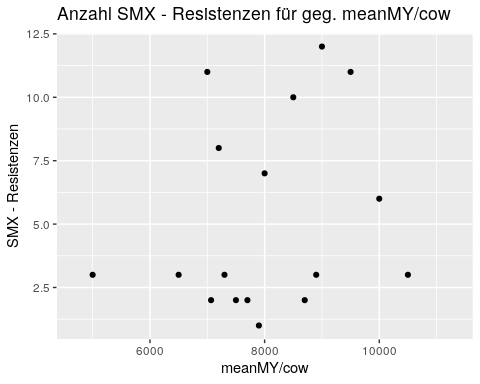 Anzahl SMX - Resistenzen für geg. meanMY/cow
12.5
10.0
7.5
5.0
2.5
SMX - Resistenzen
6000 8000 10000
meanMY/cow